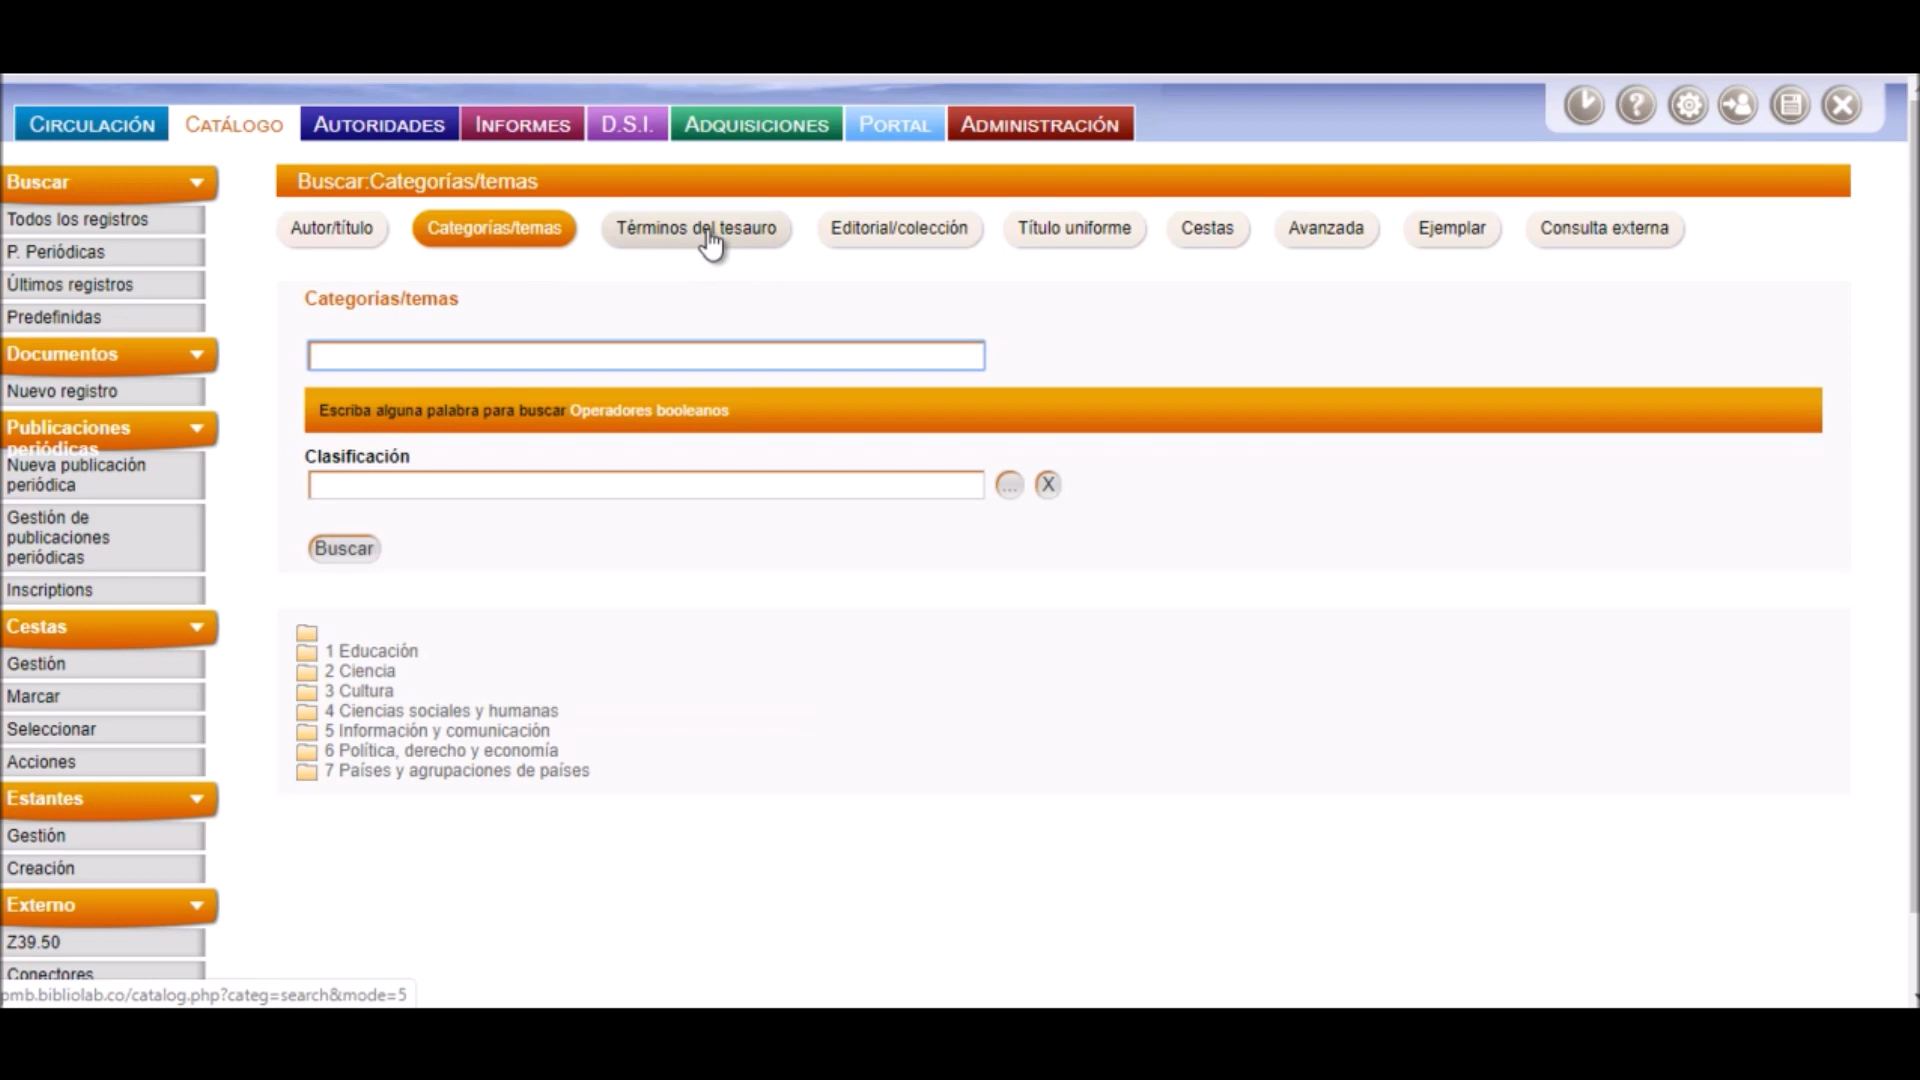 CIRCULACIÓN
CATÁLOGO
AUTORIDADES
INFORMES
D.S.I.
ADQUISICIONES
PORTAL
ADMINISTRACIÓN
?
Buscar
Todos los registros
P. Periódicas
Últimos registros
Predefinidas
Documentos
Nuevo registro
Publicaciones
periódicas
Nueva publicación
periódica
Gestión de
publicaciones
periódicas
Inscriptions
Cestas
Gestión
Marcar
Seleccionar
Acciones
Estantes
Gestión
Creación
Externo
Z39.50
Conectores
Buscar:Categorías/temas
Autor/título
Categorías/temas
Términos del tesauro
Editorial/colección
Título uniforme
Cestas
Avanzada
Ejemplar
Consulta externa
Categorías/temas
Escriba alguna palabra para buscar Operadores booleanos
Clasificación
... X
Buscar
1 Educación
2 Ciencia
3 Cultura
4 Ciencias sociales y humanas
5 Información y comunicación
6 Política, derecho y economía
7 Países y agrupaciones de países
pmb.bibliolab.co/catalog.php?categ=search&mode=5